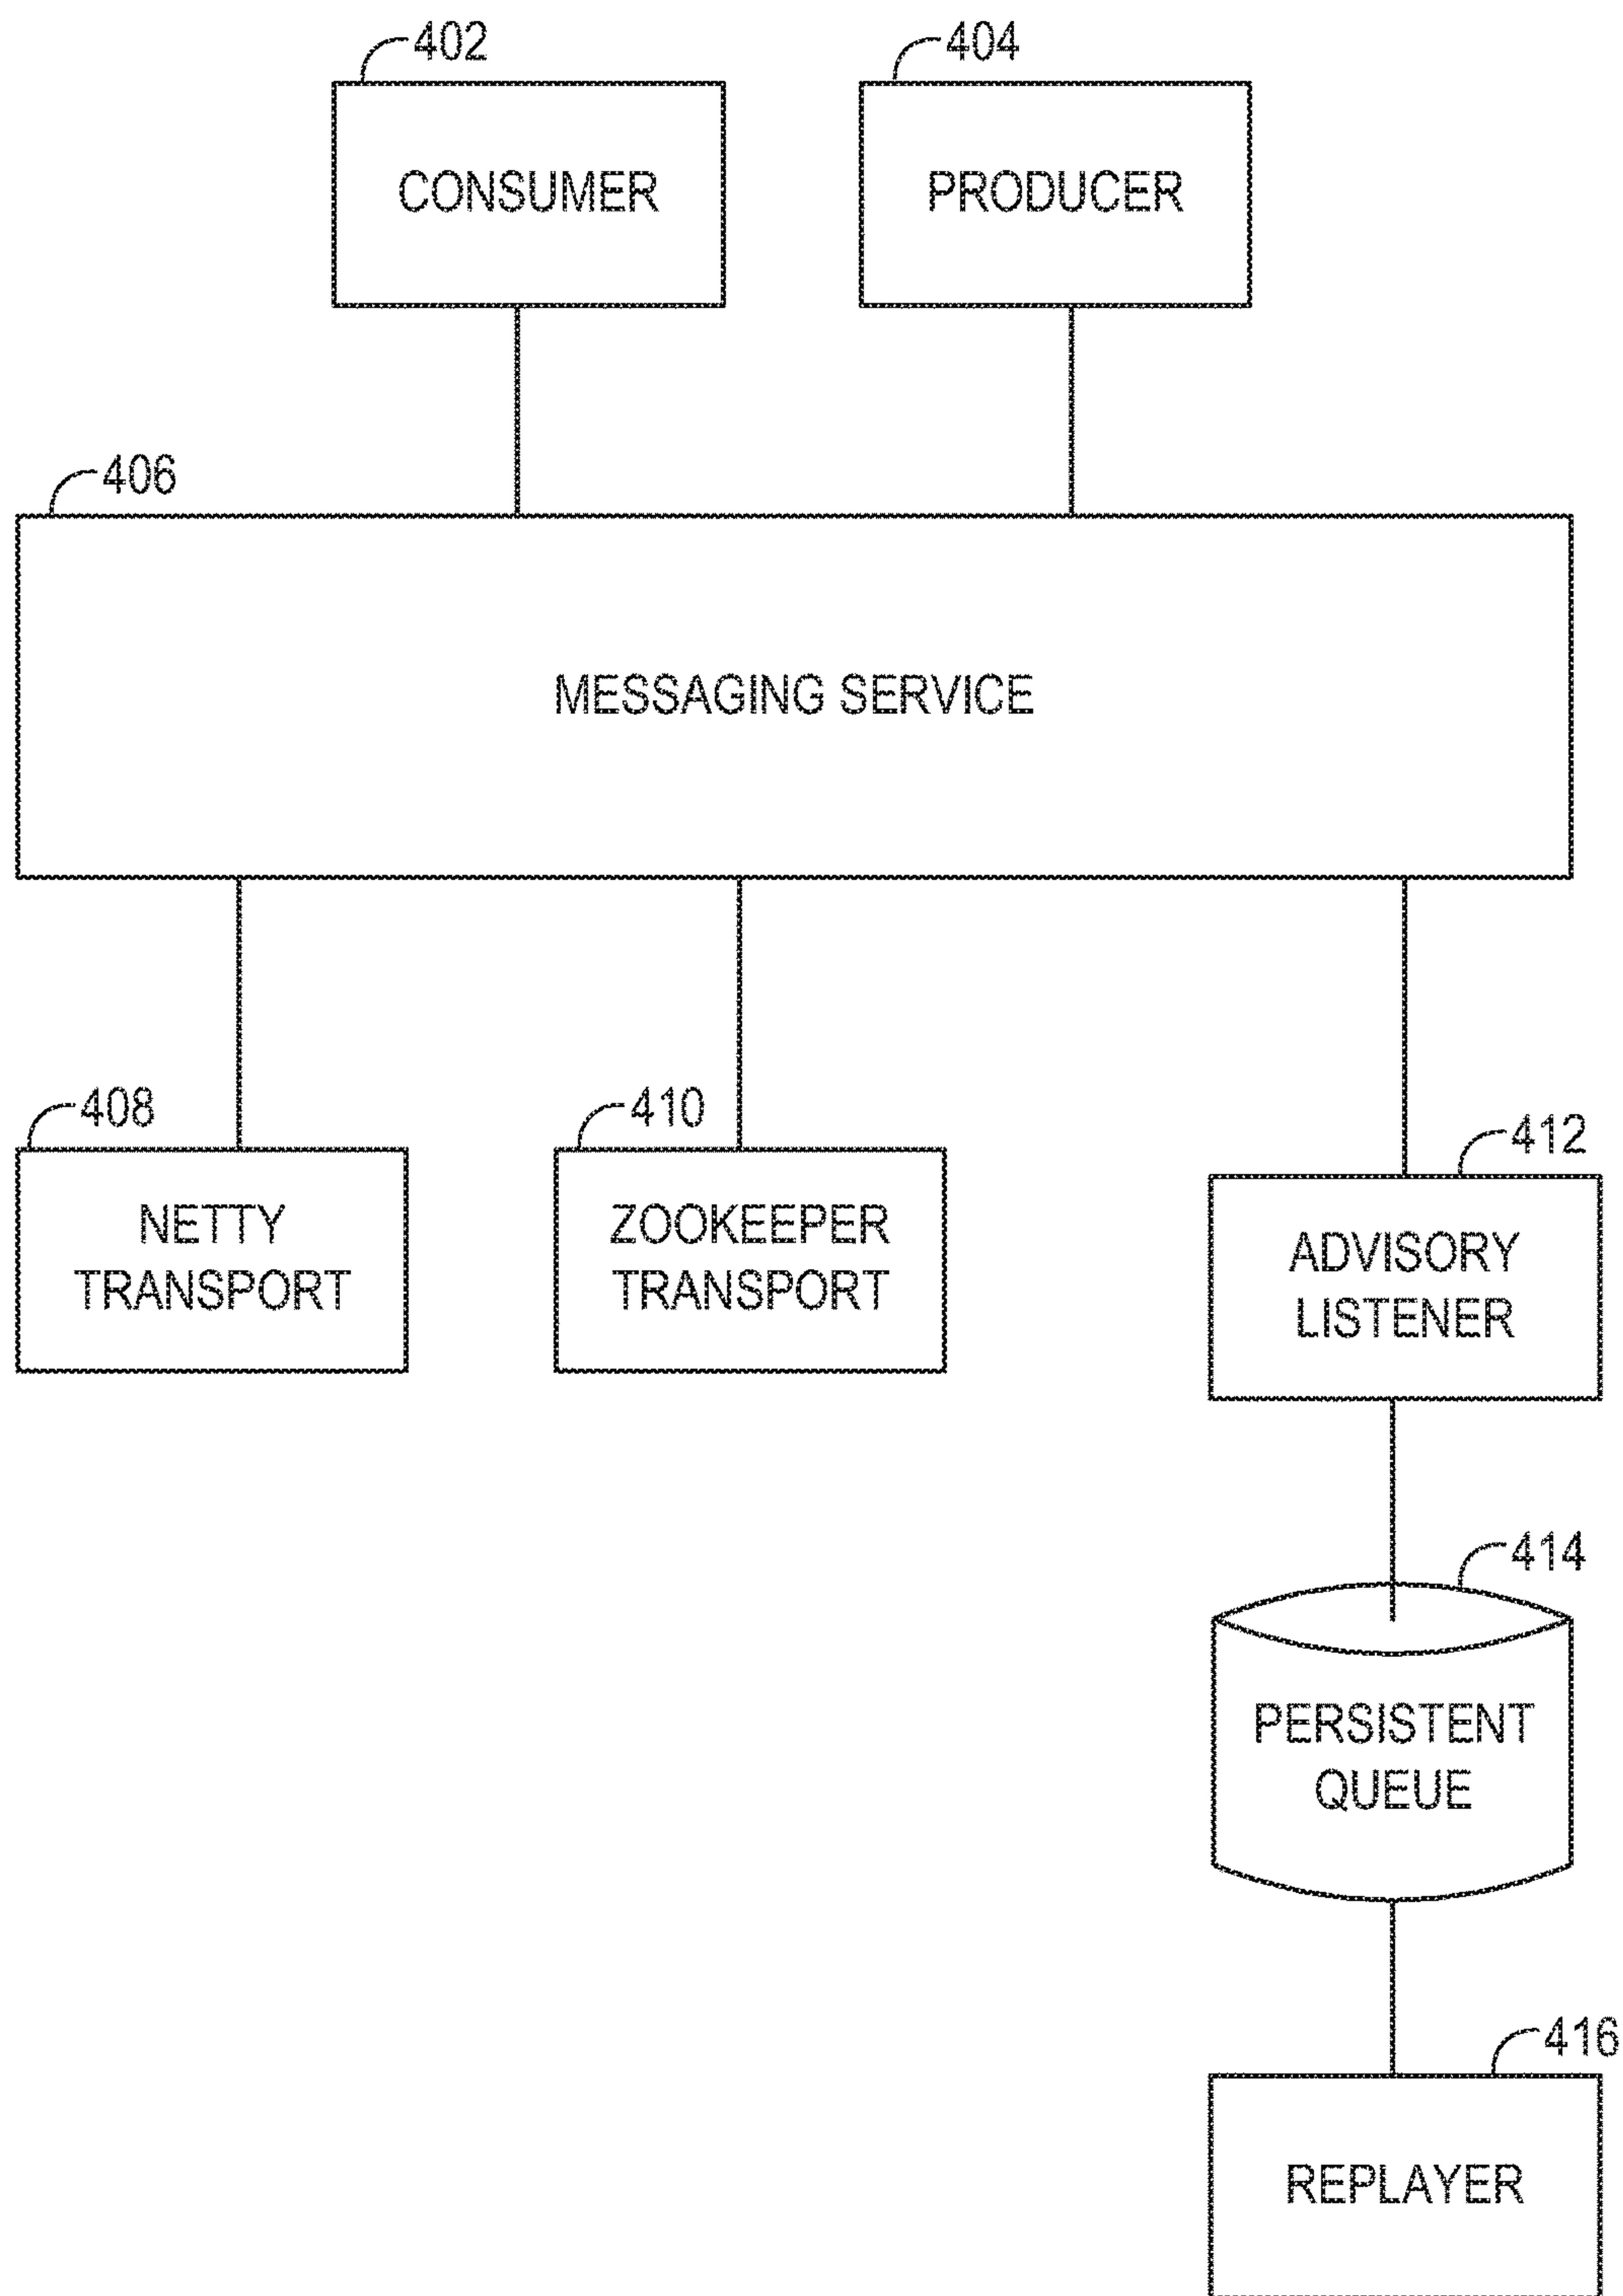 402
404
CONSUMER
PRODUCER
406
MESSAGING SERVICE
408
410
412
NETTY
TRANSPORT
ZOOKEEPER
TRANSPORT
ADVISORY
LISTENER
414
PERSISTENT
QUEUE
416
REPLAYER